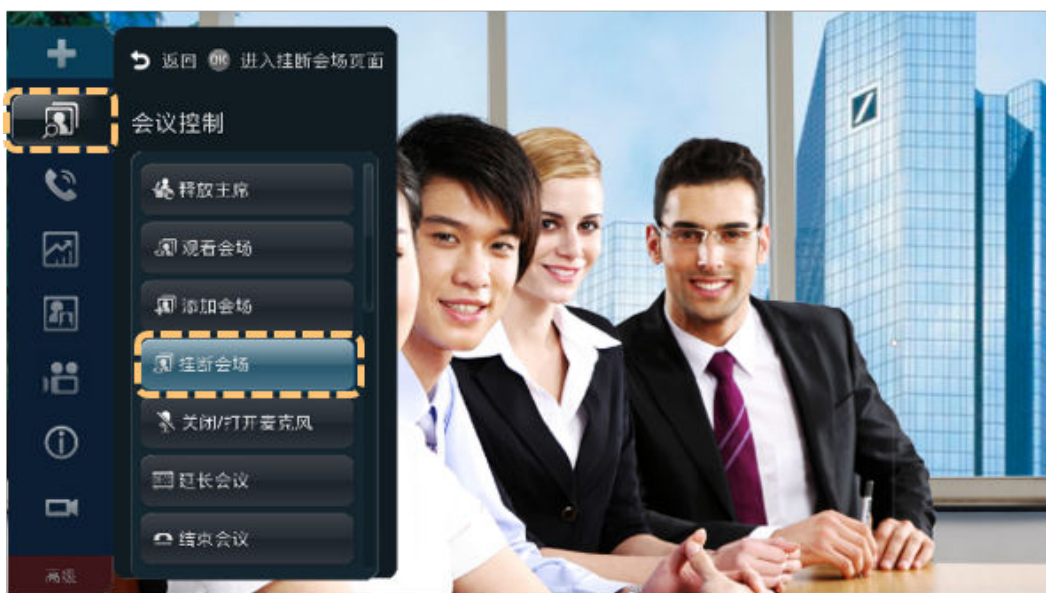 返回 OK 进入挂断会场页面
会议控制
释放主席
观看会场
添加会场
挂断会场
关闭/打开麦克风
延长会议
结束会议
高级